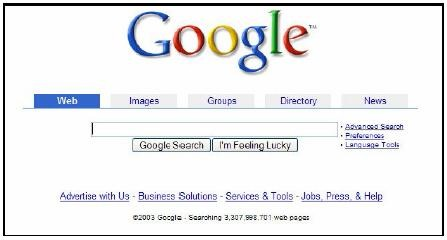 Google™
Web Images Groups Directory News
• Advanced Search
• Preferences
• Language Tools
Google Search I'm Feeling Lucky
Advertise with Us - Business Solutions - Services & Tools - Jobs, Press, & Help
©2003 Google - Searching 3,307,998,701 web pages